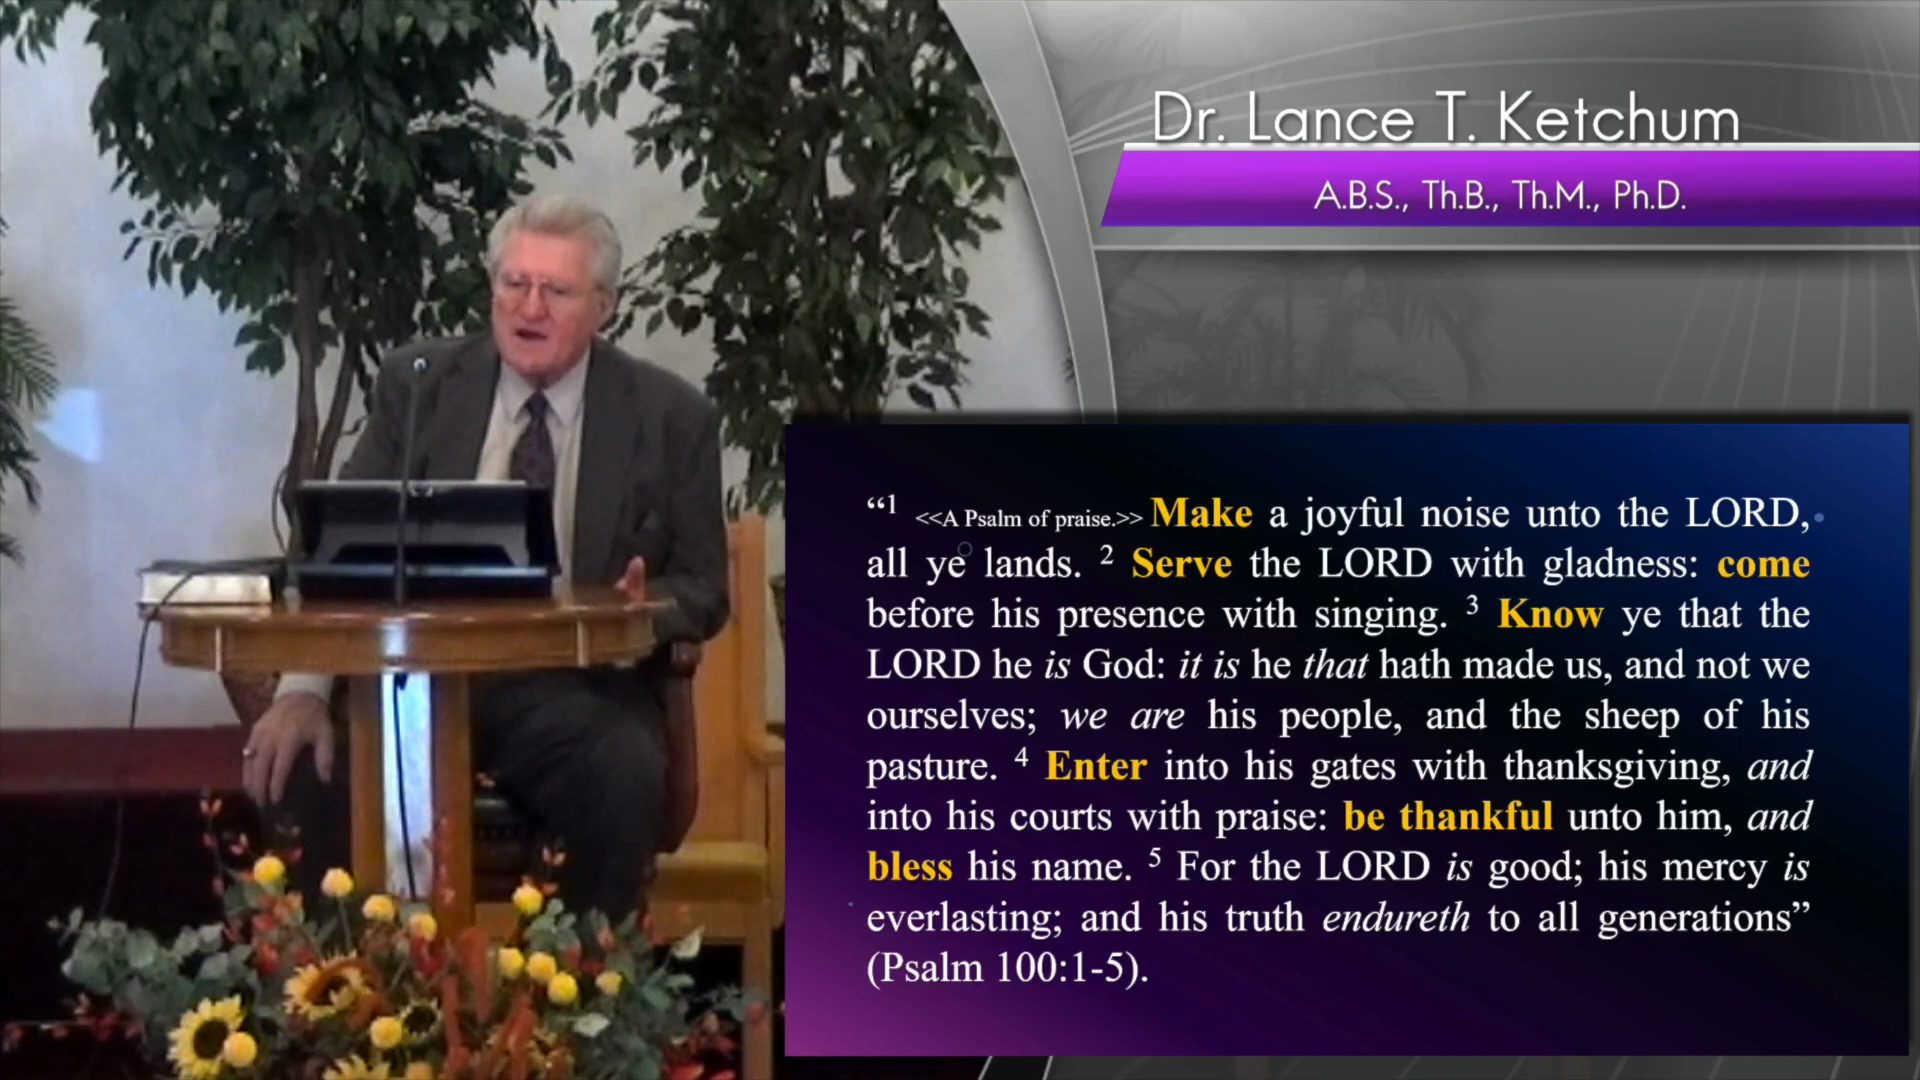 Dr. Lance T. Ketchum
A.B.S., Th.B., Th.M., Ph.D.
“1 <<A Psalm of praise.>> Make a joyful noise unto the LORD,
all ye lands. 2 Serve the LORD with gladness: come
before his presence with singing. 3 Know ye that the
LORD he is God: it is he that hath made us, and not we
ourselves; we are his people, and the sheep of his
pasture. 4 Enter into his gates with thanksgiving, and
into his courts with praise: be thankful unto him, and
bless his name. 5 For the LORD is good; his mercy is
everlasting; and his truth endureth to all generations”
(Psalm 100:1-5).